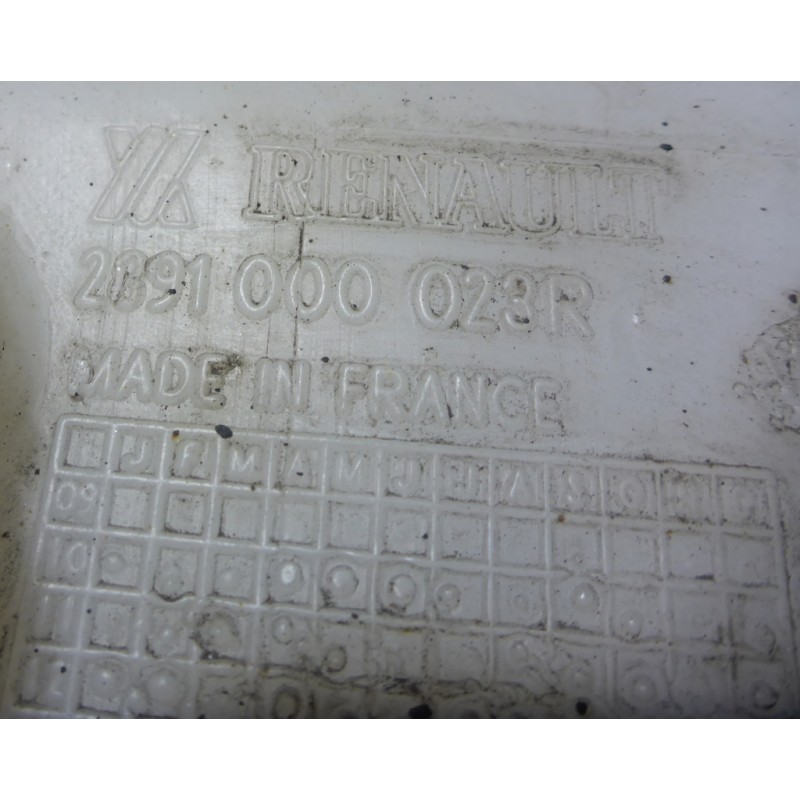 RENAULT
2891 000 023R
MADE IN FRANCE
J F M A M J J A S O N D
09
10
11
12